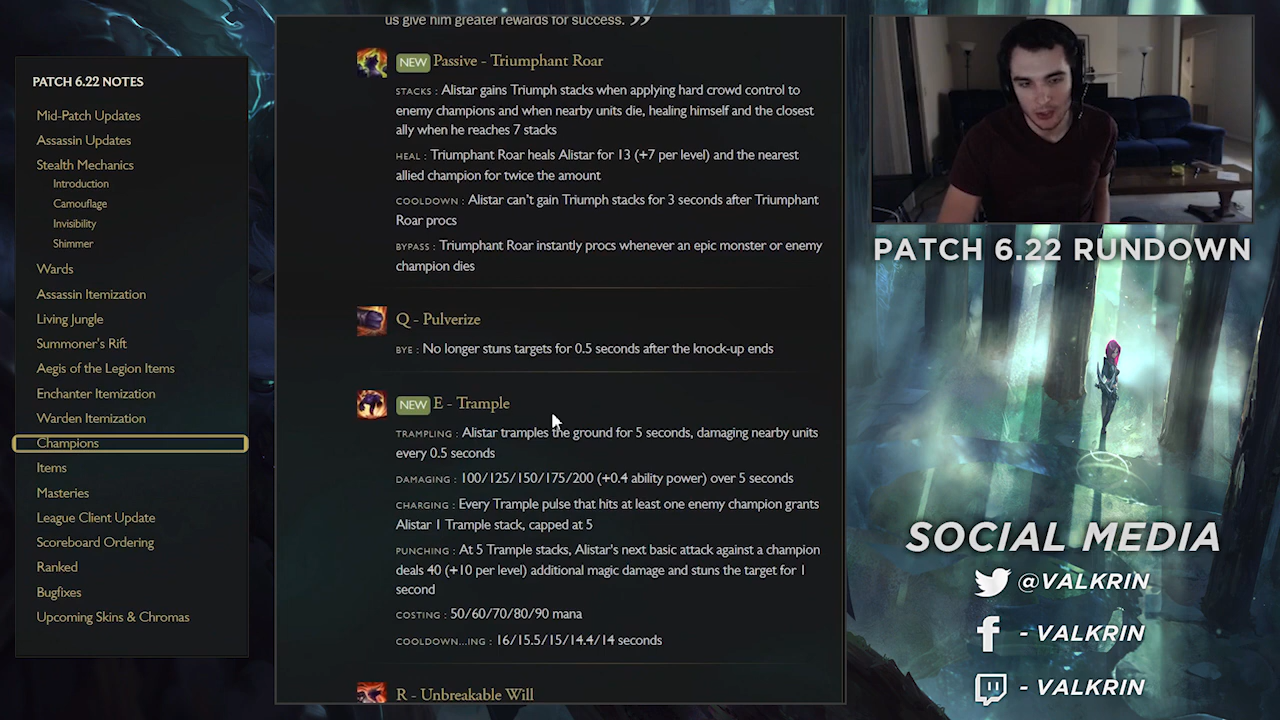 PATCH 6.22 NOTES
Mid-Patch Updates
Assassin Updates
Stealth Mechanics
Introduction
Camouflage
Invisibility
Shimmer
Wards
Assassin Itemization
Living Jungle
Summoner's Rift
Aegis of the Legion Items
Enchanter Itemization
Warden Itemization
Champions
Items
Masteries
League Client Update
Scoreboard Ordering
Ranked
Bugfixes
Upcoming Skins & Chromas
us give him greater rewards for success. ”
NEW Passive - Triumphant Roar
STACKS : Alistar gains Triumph stacks when applying hard crowd control to
enemy champions and when nearby units die, healing himself and the closest
ally when he reaches 7 stacks
HEAL : Triumphant Roar heals Alistar for 13 (+7 per level) and the nearest
allied champion for twice the amount
COOLDOWN : Alistar can't gain Triumph stacks for 3 seconds after Triumphant
Roar procs
BYPASS : Triumphant Roar instantly procs whenever an epic monster or enemy
champion dies
Q - Pulverize
BYE : No longer stuns targets for 0.5 seconds after the knock-up ends
NEW E - Trample
TRAMPLING : Alistar tramples the ground for 5 seconds, damaging nearby units
every 0.5 seconds
DAMAGING : 100/125/150/175/200 (+0.4 ability power) over 5 seconds
CHARGING : Every Trample pulse that hits at least one enemy champion grants
Alistar 1 Trample stack, capped at 5
PUNCHING : At 5 Trample stacks, Alistar's next basic attack against a champion
deals 40 (+10 per level) additional magic damage and stuns the target for 1
second
COSTING : 50/60/70/80/90 mana
COOLDOWN...ING : 16/15.5/15/14.4/14 seconds
R - Unbreakable Will
PATCH 6.22 RUNDOWN
SOCIAL MEDIA
@VALKRIN
- VALKRIN
- VALKRIN